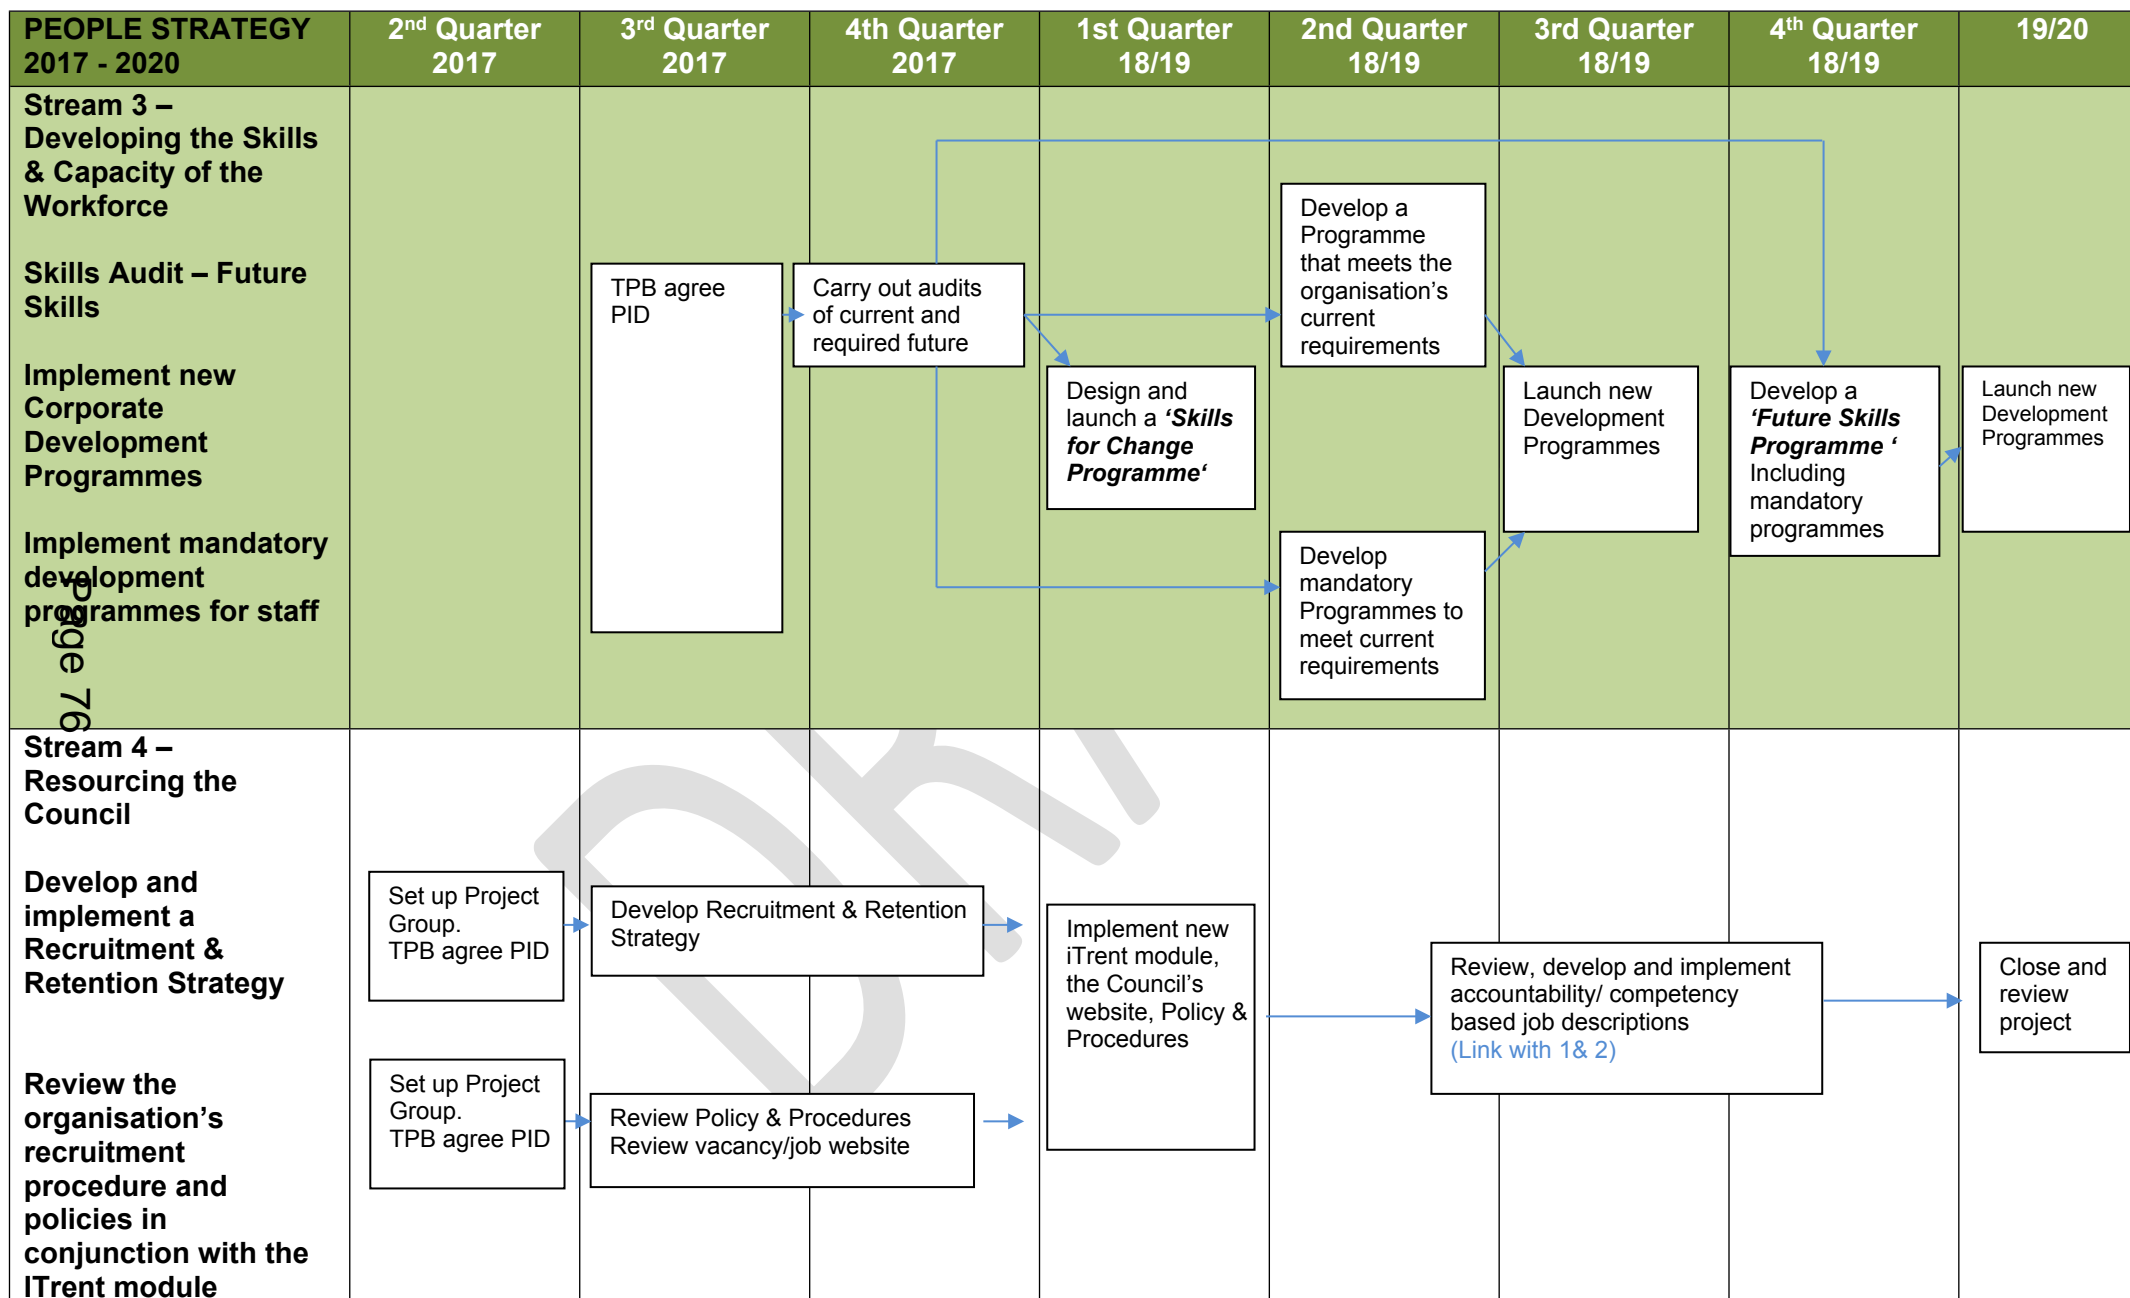 PEOPLE STRATEGY
2017 - 2020
2nd Quarter
2017
3rd Quarter
2017
4th Quarter
2017
1st Quarter
18/19
2nd Quarter
18/19
3rd Quarter
18/19
4th Quarter
18/19
19/20
Stream 3 –
Developing the Skills
& Capacity of the
Workforce
Skills Audit – Future
Skills
Implement new
Corporate
Development
Programmes
Implement mandatory
development
programmes for staff
TPB agree
PID
Carry out audits
of current and
required future
Design and
launch a ‘Skills
for Change
Programme‘
Develop a
Programme
that meets the
organisation’s
current
requirements
Develop
mandatory
Programmes to
meet current
requirements
Launch new
Development
Programmes
Develop a
‘Future Skills
Programme ‘
Including
mandatory
programmes
Launch new
Development
Programmes
Page 76
Stream 4 –
Resourcing the
Council
Develop and
implement a
Recruitment &
Retention Strategy
Review the
organisation’s
recruitment
procedure and
policies in
conjunction with the
ITrent module
Set up Project
Group.
TPB agree PID
Develop Recruitment & Retention
Strategy
Set up Project
Group.
TPB agree PID
Review Policy & Procedures
Review vacancy/job website
Implement new
iTrent module,
the Council’s
website, Policy &
Procedures
Review, develop and implement
accountability/ competency
based job descriptions
(Link with 1& 2)
Close and
review
project